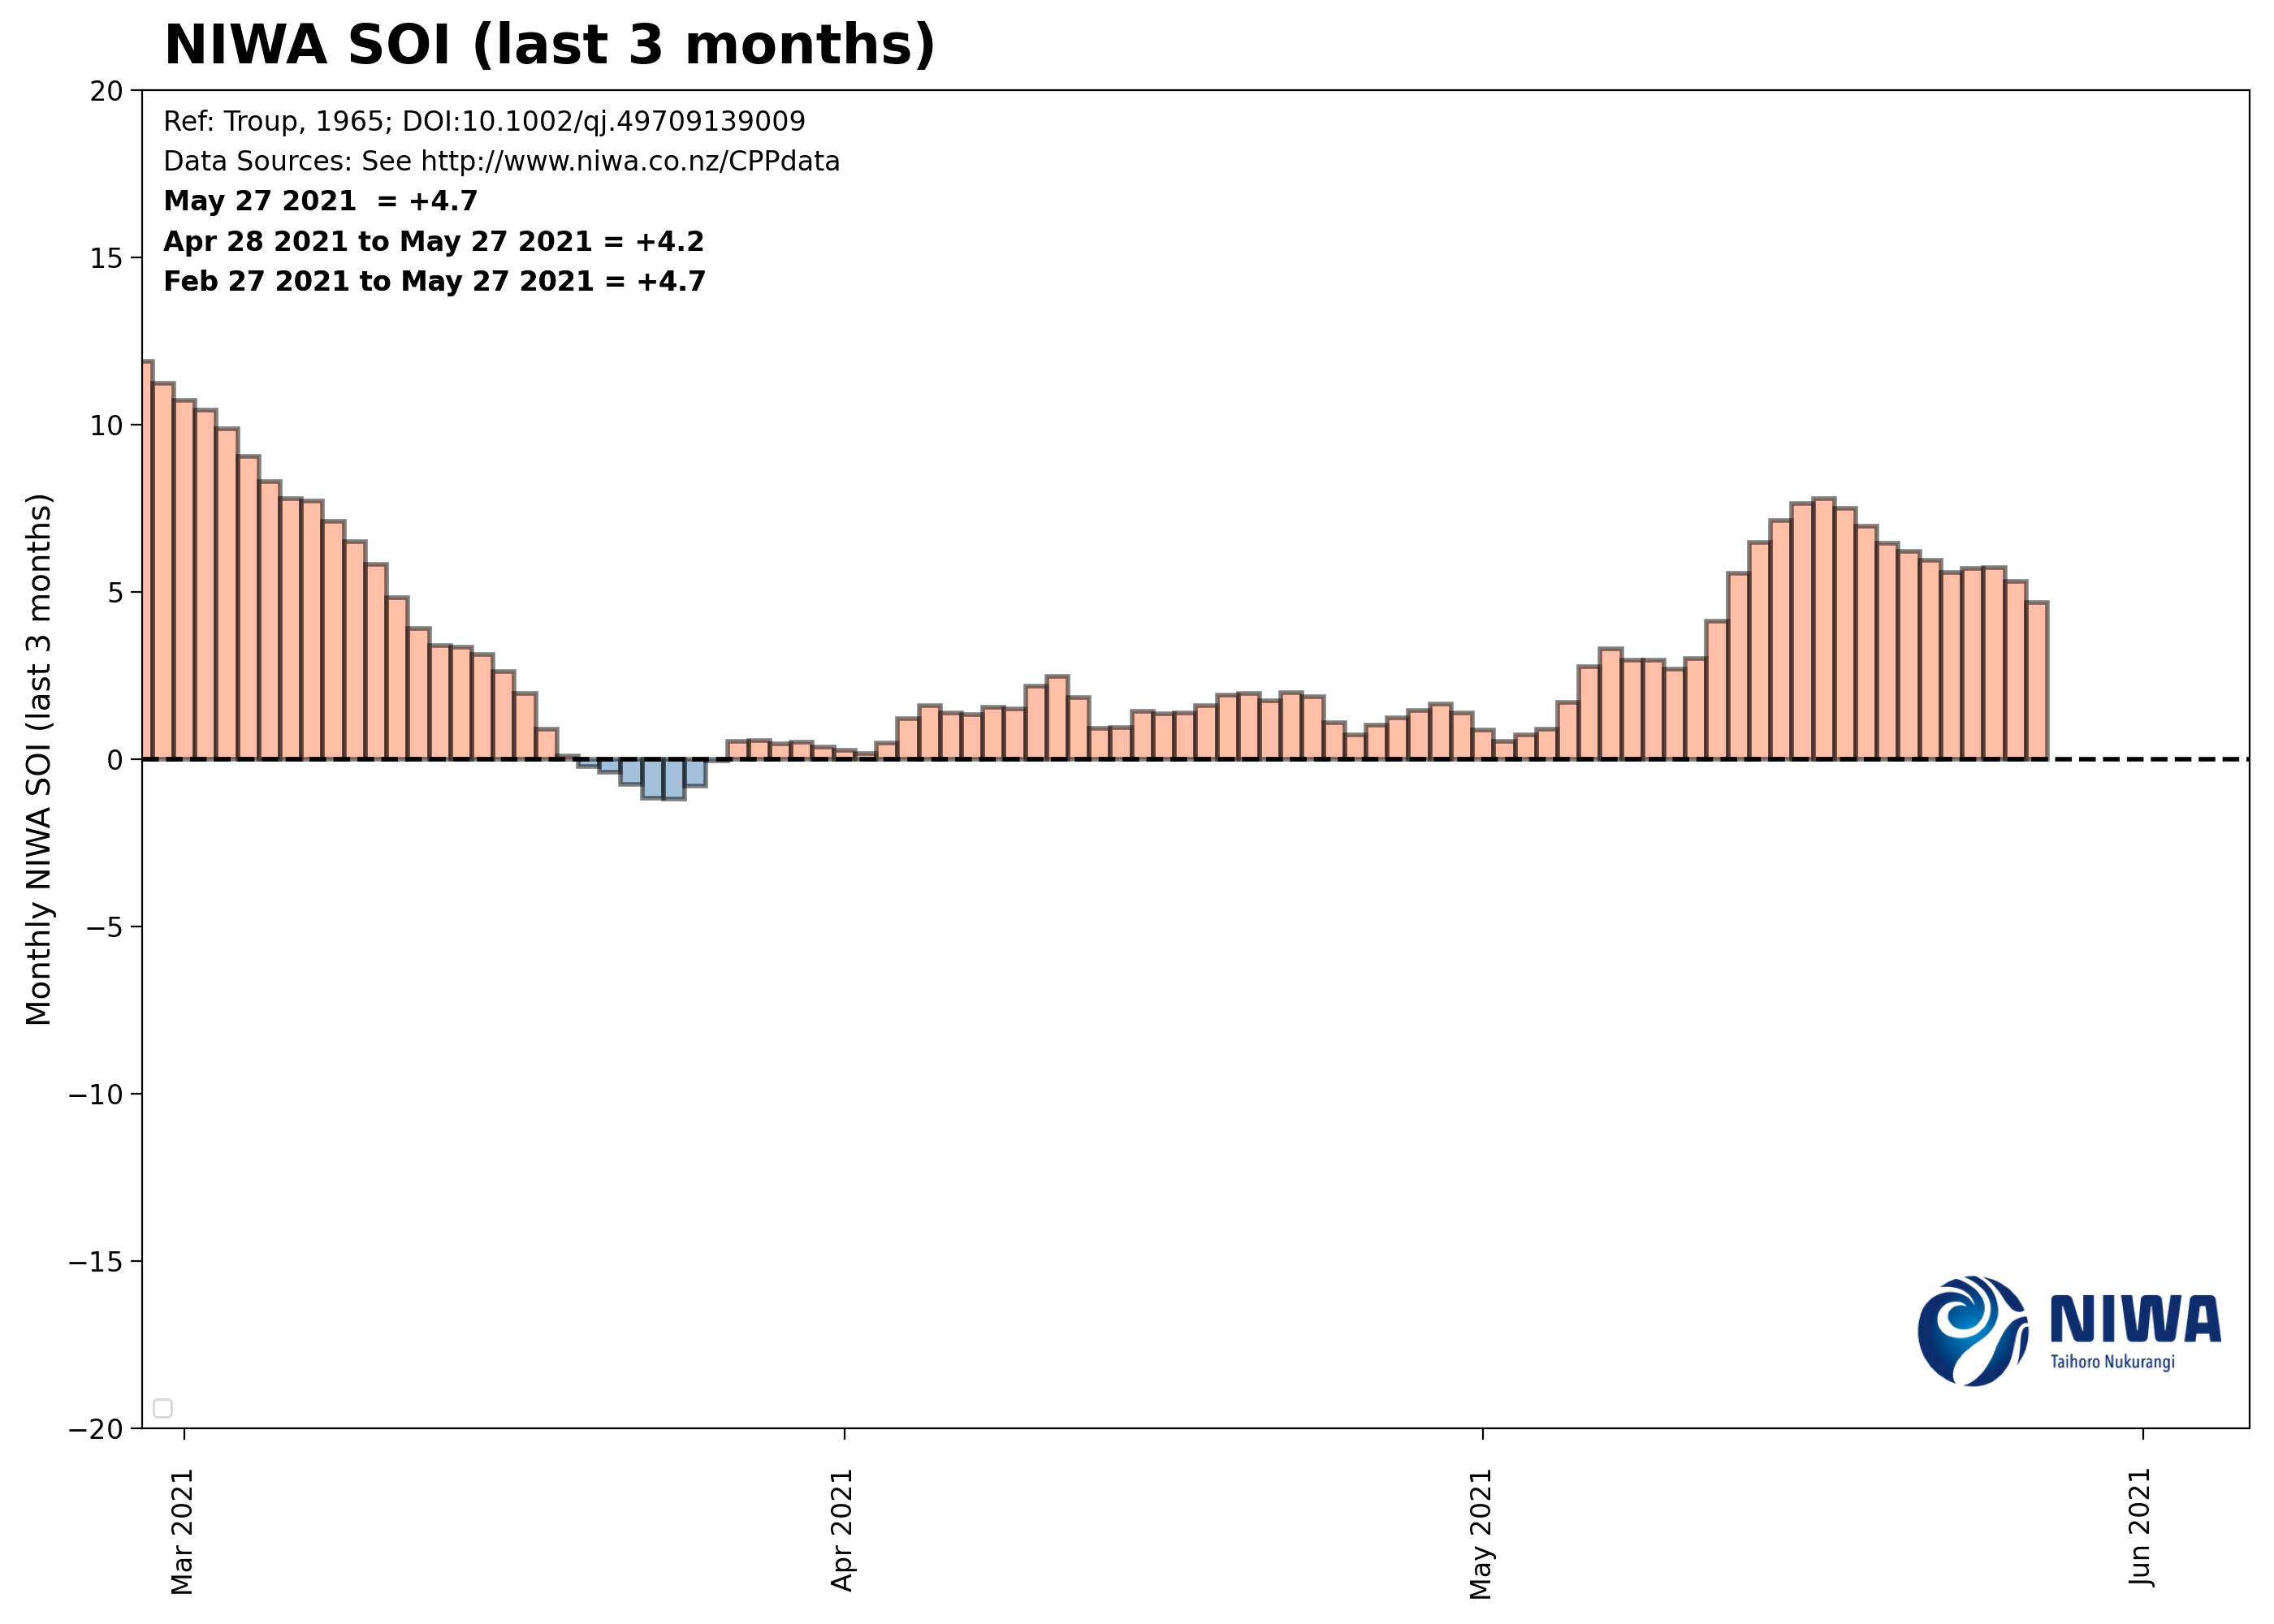 NIWA SOI (last 3 months)
Ref: Troup, 1965; DOI:10.1002/qj.49709139009
Data Sources: See http://www.niwa.co.nz/CPPdata
May 27 2021  = +4.7
Apr 28 2021 to May 27 2021 = +4.2
Feb 27 2021 to May 27 2021 = +4.7
Monthly NIWA SOI (last 3 months)
20
15
10
5
0
−5
−10
−15
−20
Mar 2021
Apr 2021
May 2021
Jun 2021
NIWA
Taihoro Nukurangi